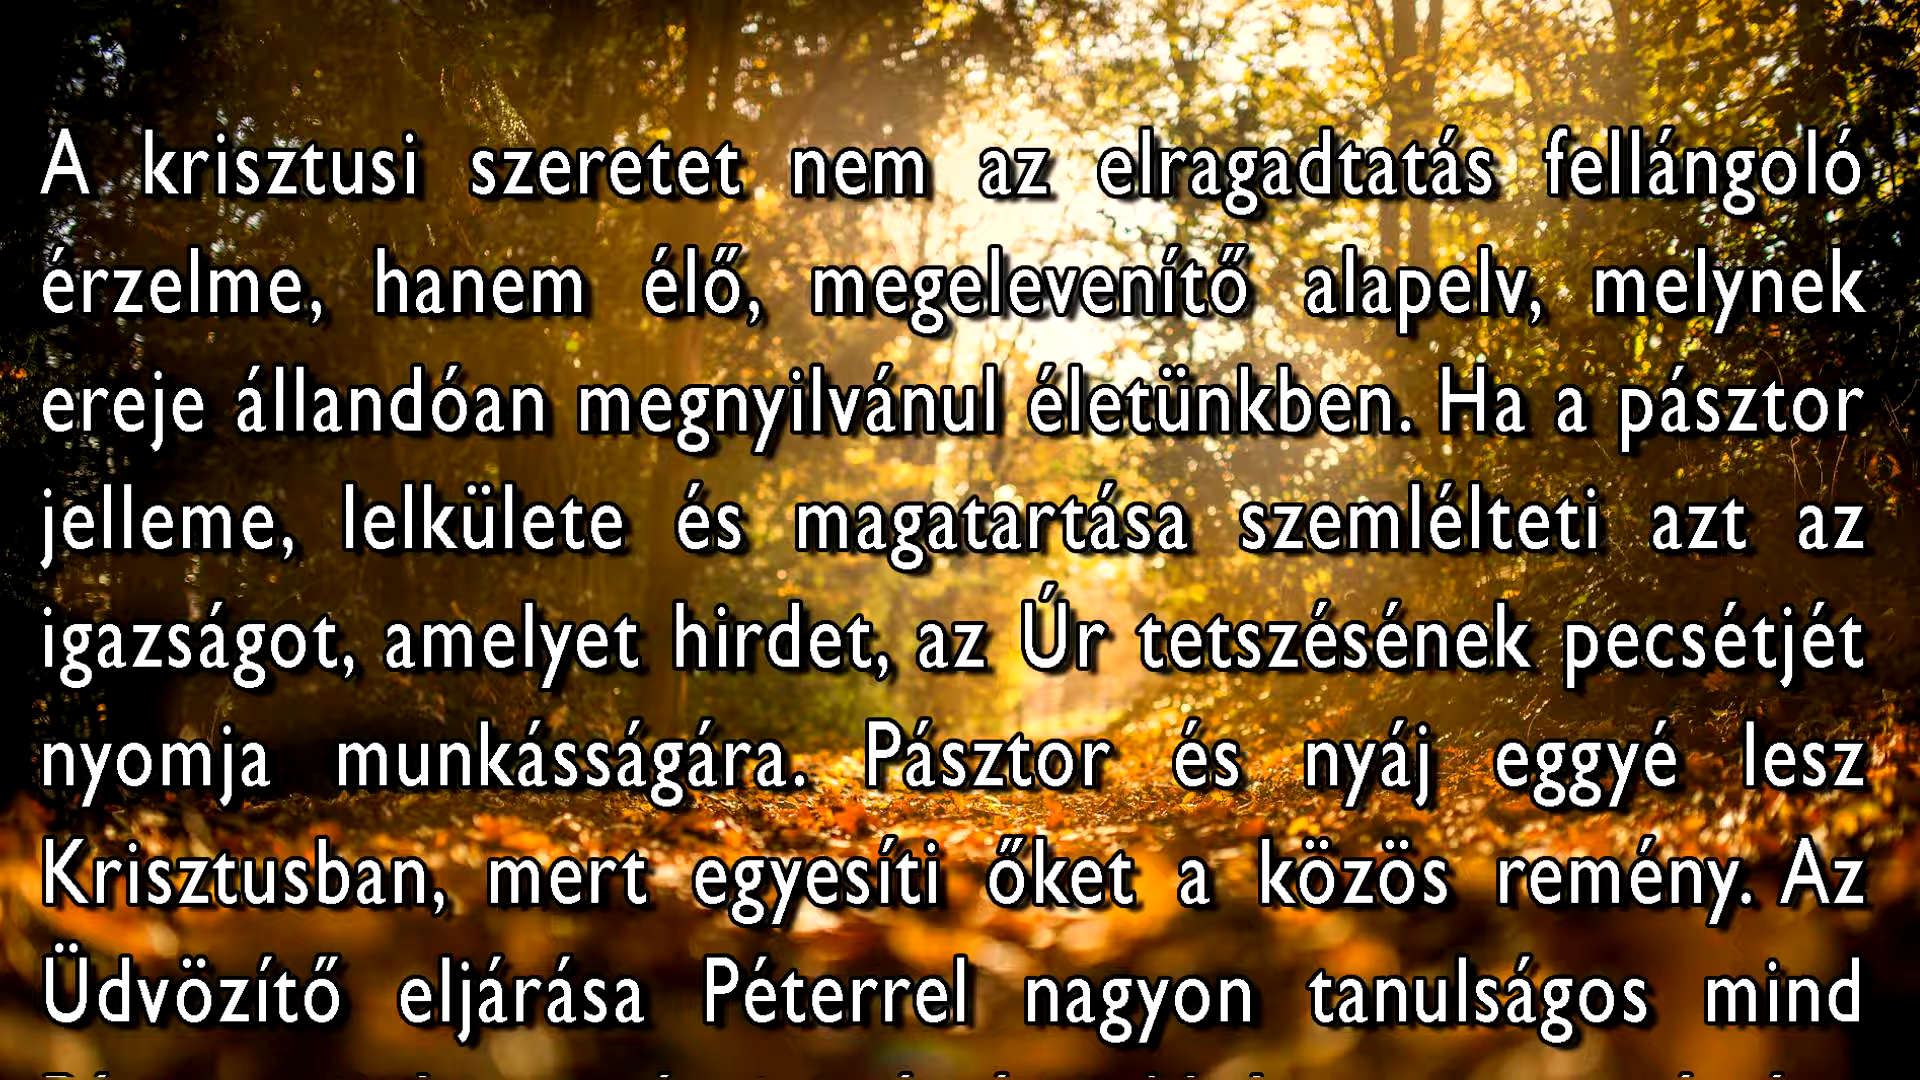 A krisztusi szeretet nem az elragadtatás fellángoló
érzelme, hanem élő, megelevenítő alapelv, melynek
ereje állandóan megnyilvánul életünkben. Ha a pásztor
jelleme, lelkülete és magatartása szemlélteti azt az
igazságot, amelyet hirdet, az Úr tetszésének pecsétjét
nyomja munkásságára. Pásztor és nyáj eggyé lesz
Krisztusban, mert egyesíti őket a közös remény. Az
Üdvözítő eljárása Péterrel nagyon tanulságos mind